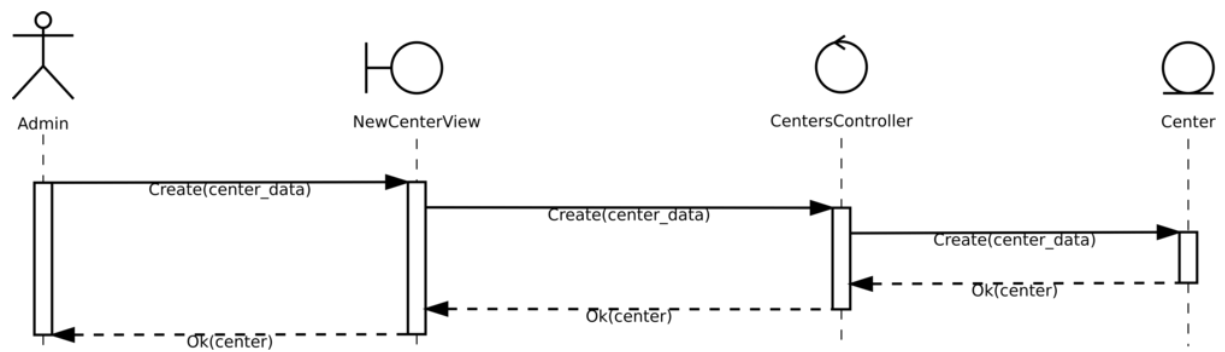 Admin
NewCenterView
CentersController
Center
Create(center_data)
Create(center_data)
Create(center_data)
Ok(center)
Ok(center)
Ok(center)